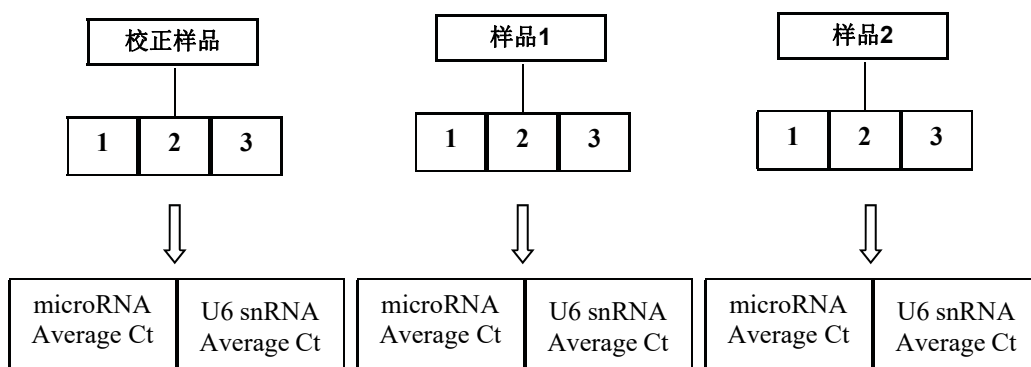 校正样品
样品1
样品2
1 2 3
1 2 3
1 2 3
microRNA
Average Ct
U6 snRNA
Average Ct
microRNA
Average Ct
U6 snRNA
Average Ct
microRNA
Average Ct
U6 snRNA
Average Ct